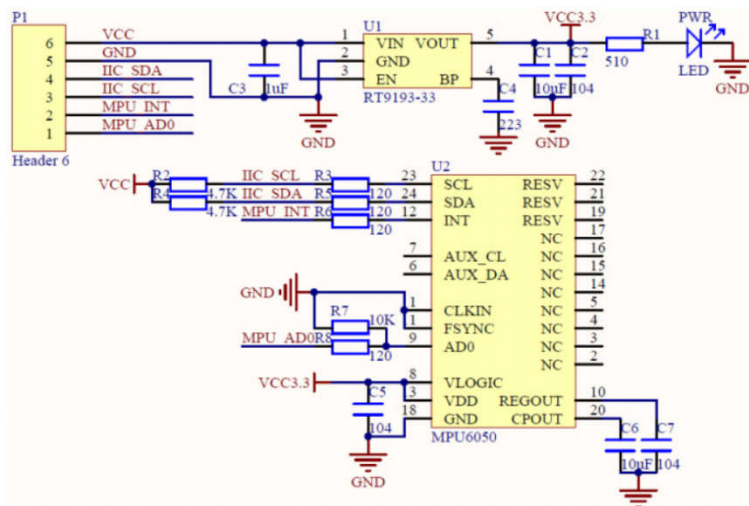 P1
6 VCC
5 GND
4 IIC_SDA
3 IIC_SCL
2 MPU_INT
1 MPU_AD0
Header 6
C3
1uF
U1
1 VIN VOUT 5
2 GND
3 EN BP 4
RT9193-33
GND
C4
223
GND
VCC3.3
C1
10uF
C2
104
GND
R1
510
PWR
LED
GND
U2
VCC
R2 IIC_SCL R3 23 SCL RESV 22
R4 4.7K IIC_SDA R5 120 24 SDA RESV 21
4.7K MPU_INT R6 120 12 INT RESV 19
120
NC 17
7 AUX_CL NC 16
6 AUX_DA NC 15
NC 14
GND
1 CLKIN NC 5
R7 10K 1 FSYNC NC 4
MPU_AD0 R8 9 AD0 NC 3
120 NC 2
VCC3.3 8 VLOGIC
C5 3 VDD REGOUT 10
104 18 GND CPOUT 20
MPU6050
GND
C6
10uF
C7
104
GND